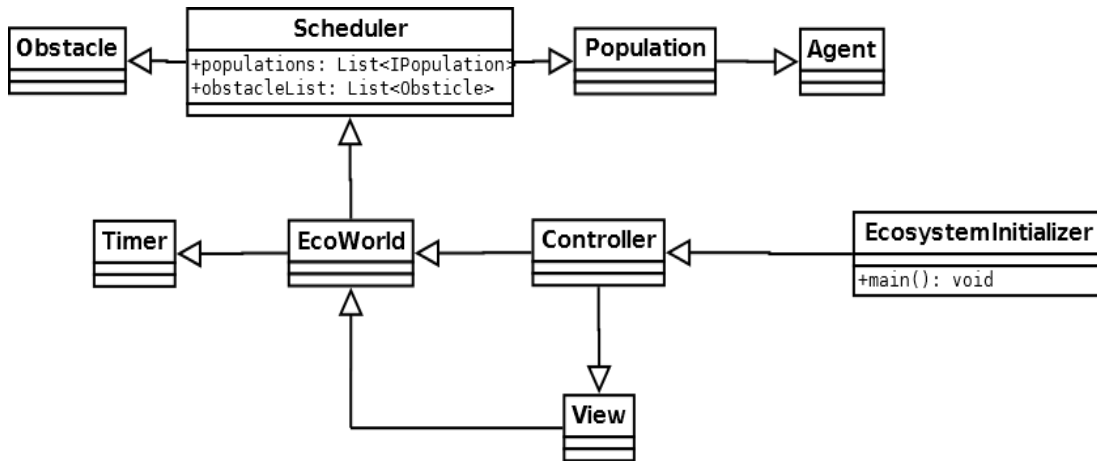 Obstacle
Scheduler
+populations: List<IPopulation>
+obstacleList: List<Obsticle>
Population
Agent
Timer
EcoWorld
Controller
EcosystemInitializer
+main(): void
View